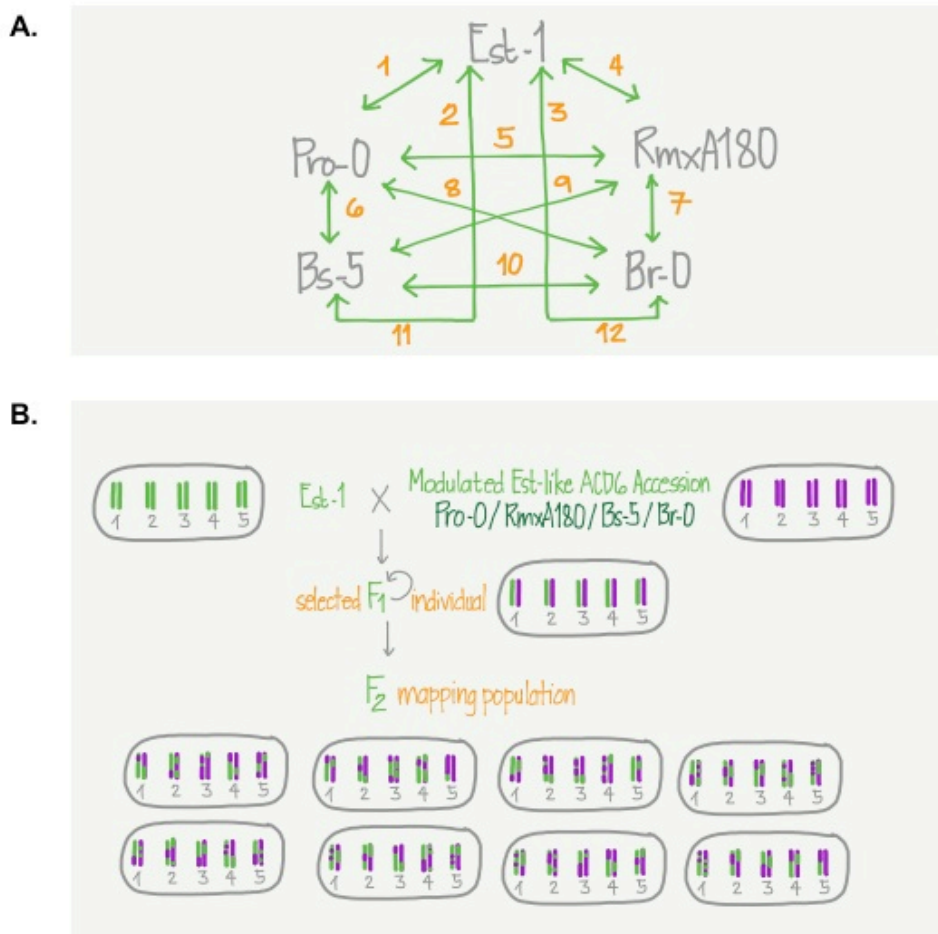 A.
Est-1
1
4
2
3
5
Pro-0
RmxA180
8
9
6
7
Bs-5
10
Br-0
11
12
B.
Est-1 X Modulated Est-like ACD6 Accession
Pro-0/RmxA180/Bs-5/Br-0
1 2 3 4 5
1 2 3 4 5
selected F1 individual
1 2 3 4 5
F2 mapping population
1 2 3 4 5
1 2 3 4 5
1 2 3 4 5
1 2 3 4 5
1 2 3 4 5
1 2 3 4 5
1 2 3 4 5
1 2 3 4 5